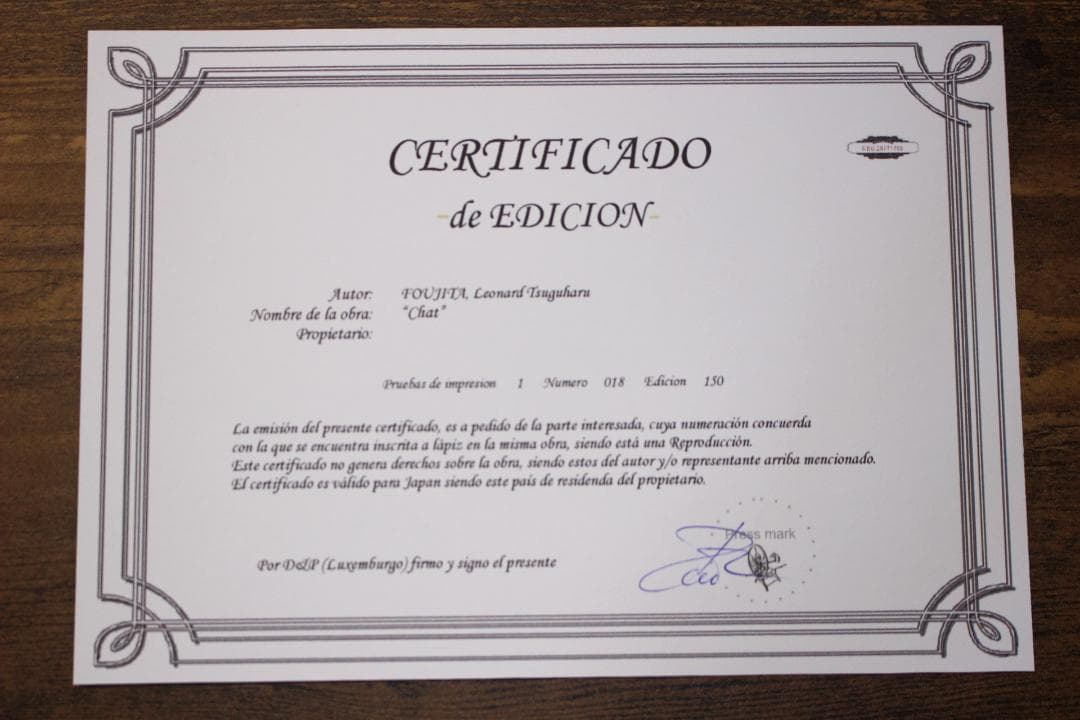 CERTIFICADO
-de EDICION-
Autor: FOUJITA, Leonard Tsuguharu
Nombre de la obra: "Chat"
Propietario:
Pruebas de impresion 1 Numero 018 Edicion 150
La emisión del presente certificado, es a pedido de la parte interesada, cuya numeración concuerda
con la que se encuentra inscrita a lápiz en la misma obra, siendo está una Reproducción.
Este certificado no genera derechos sobre la obra, siendo estos del autor y/o representante arriba mencionado.
El certificado es válido para Japan siendo este país de residenda del propietario.
Press mark
Por D&P (Luxemburgo) firmo y signo el presente